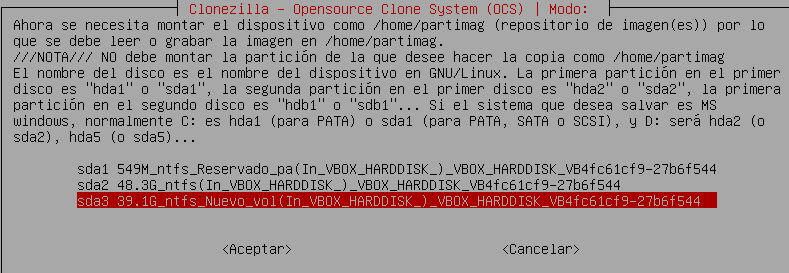 Clonezilla - Opensource Clone System (OCS) | Modo:
Ahora se necesita montar el dispositivo como /home/partimag (repositorio de imagen(es)) por lo
que se debe leer o grabar la imagen en /home/partimag.
///NOTA/// NO debe montar la partición de la que desee hacer la copia como /home/partimag
El nombre del disco es el nombre del dispositivo en GNU/Linux. La primera partición en el primer
disco es "hda1" o "sda1", la segunda partición en el primer disco es "hda2" o "sda2", la primera
partición en el segundo disco es "hdb1" o "sdb1"... Si el sistema que desea salvar es MS
windows, normalmente C: es hda1 (para PATA) o sda1 (para PATA, SATA o SCSI), y D: será hda2 (o
sda2), hda5 (o sda5)...
sda1 549M_ntfs_Reservado_pa(In_VBOX_HARDDISK_)_VBOX_HARDDISK_VB4fc61cf9-27b6f544
sda2 48.3G_ntfs(In_VBOX_HARDDISK_)_VBOX_HARDDISK_VB4fc61cf9-27b6f544
sda3 39.1G_ntfs_Nuevo_vol(In_VBOX_HARDDISK_)_VBOX_HARDDISK_VB4fc61cf9-27b6f544
<Aceptar> <Cancelar>